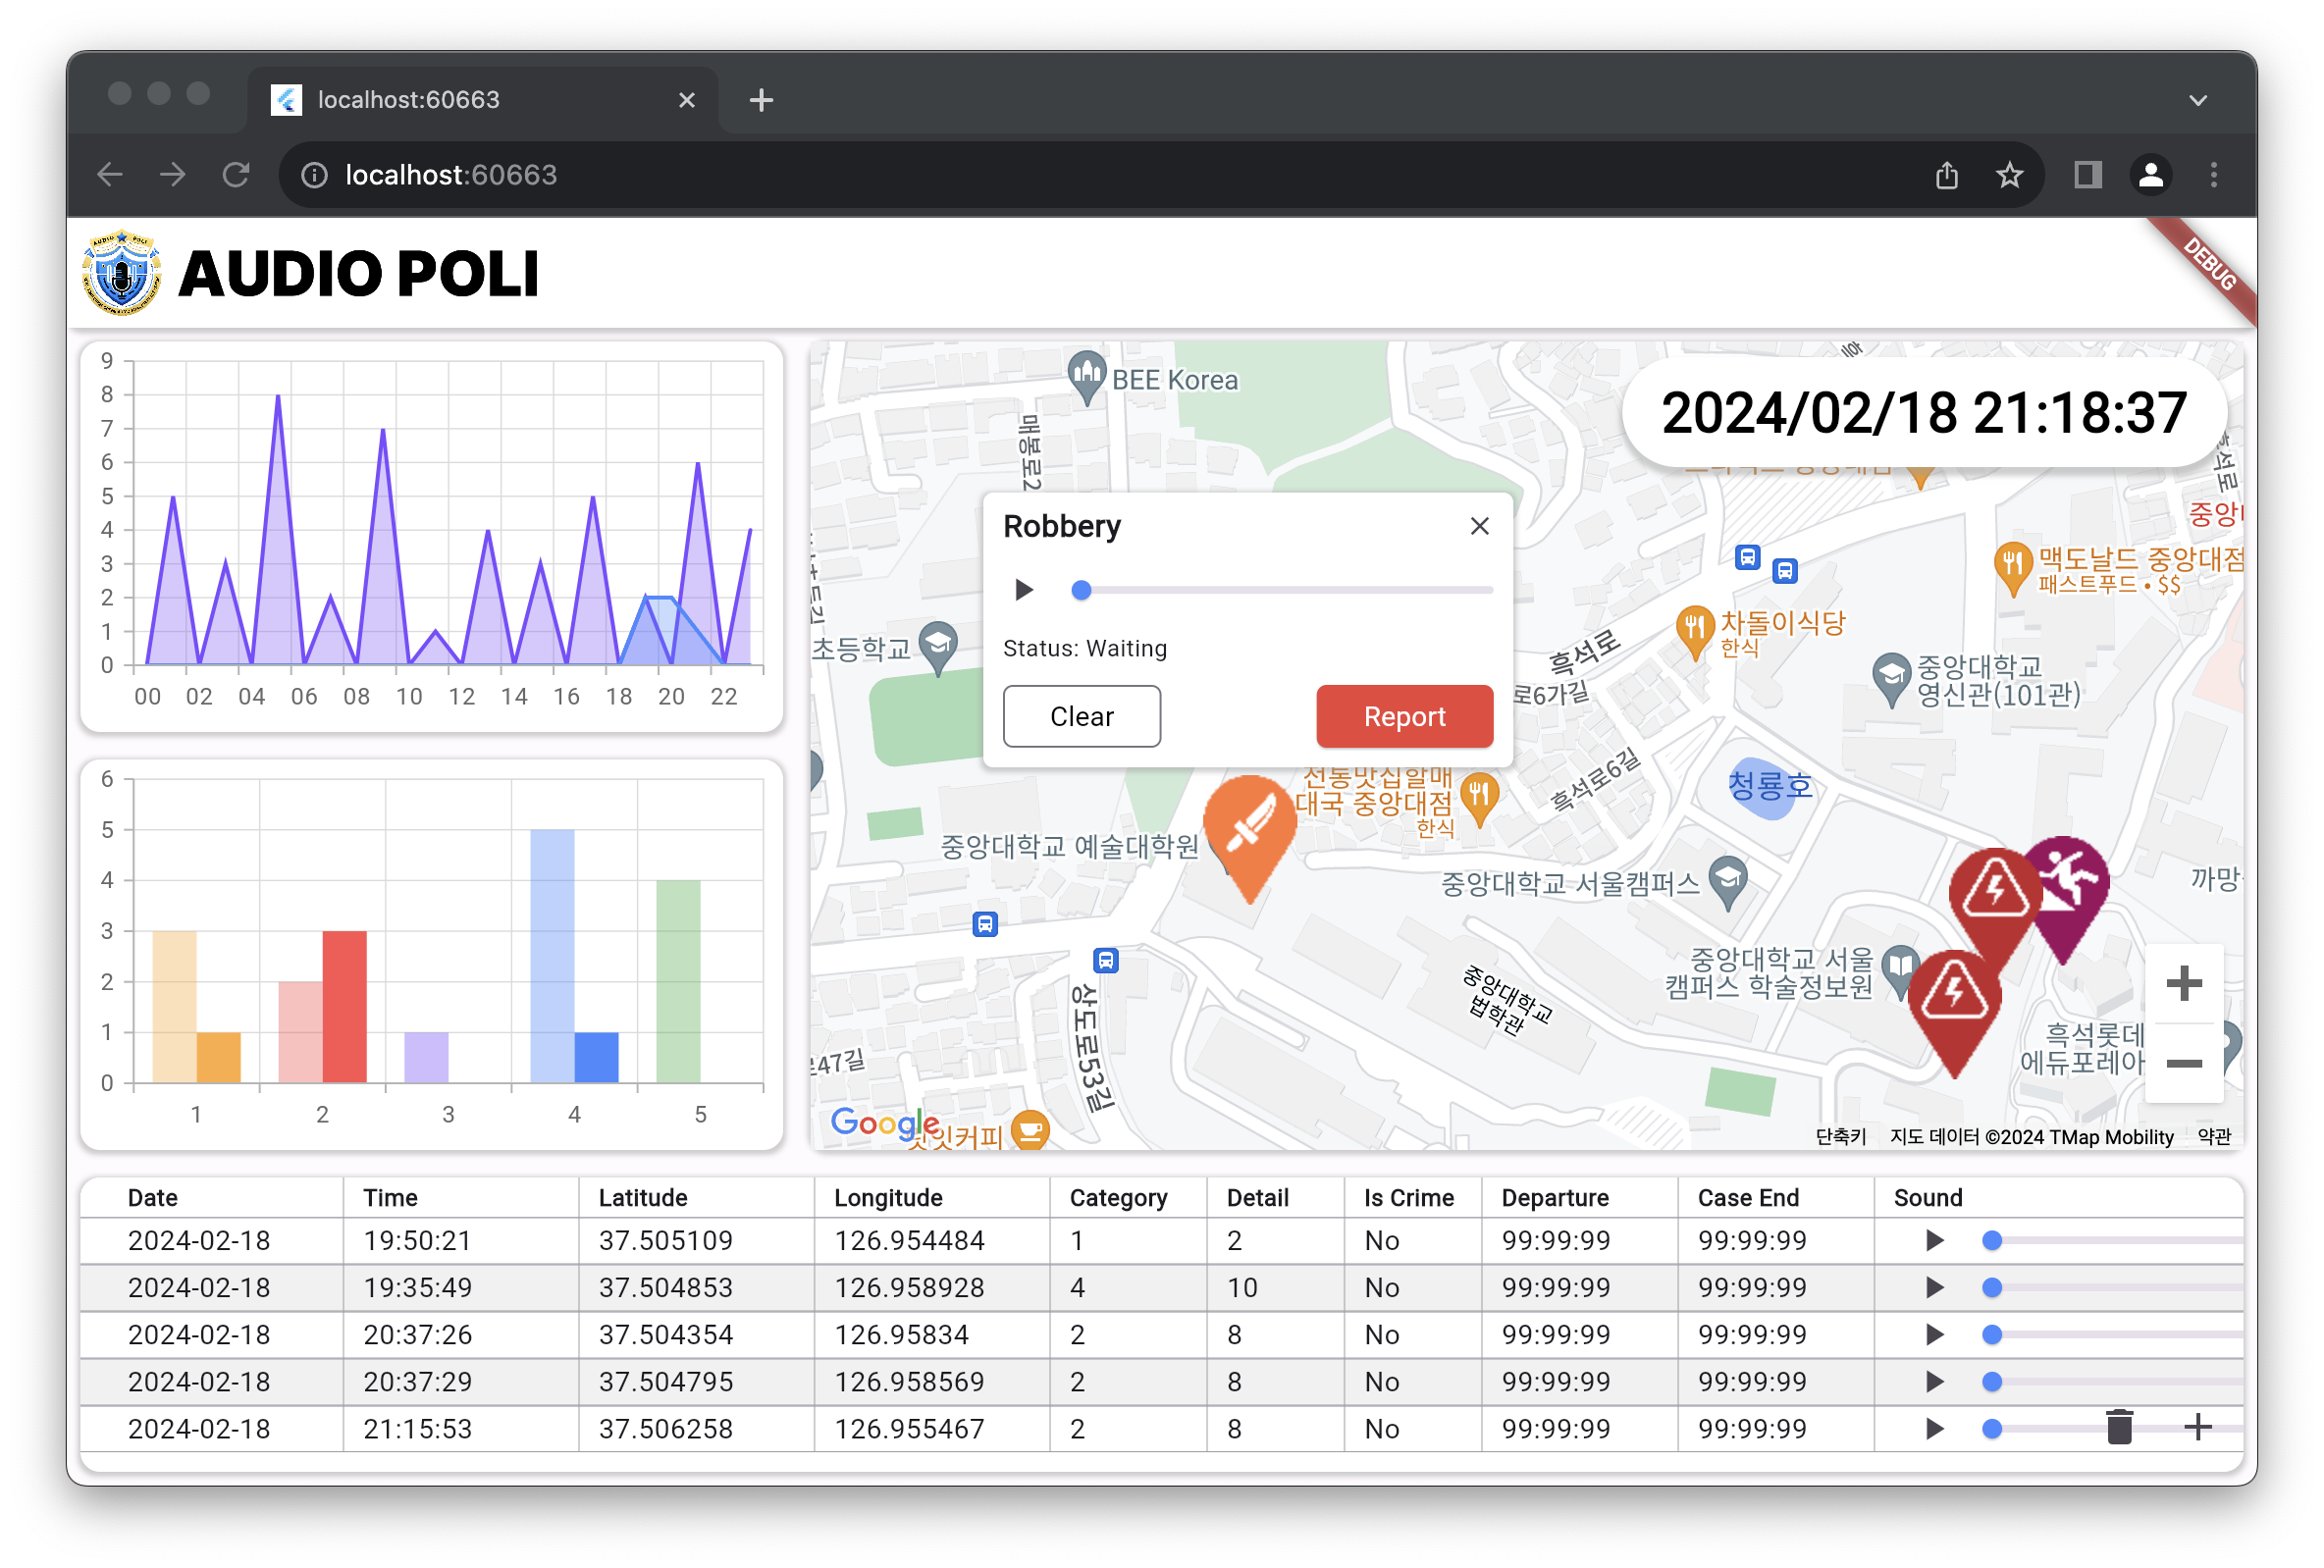 localhost:60663
localhost:60663
AUDIO POLI
AUDIO POLI
DEBUG
9
8
7
6
5
4
3
2
1
0
00 02 04 06 08 10 12 14 16 18 20 22
6
5
4
3
2
1
0
1 2 3 4 5
2024/02/18 21:18:37
BEE Korea
매봉로2
흑석로
중앙
맥도날드 중앙대점
패스트푸드 • $$
차돌이식당
한식
중앙대학교
영신관(101관)
초등학교
Robbery
Status: Waiting
Clear
Report
흑석로
로6가길
흑석로6길
청룡호
전통맛집할매
대국 중앙대점
한식
중앙대학교 예술대학원
중앙대학교 서울캠퍼스
까망
중앙대학교 서울
캠퍼스 학술정보원
중앙대학교
법학관
흑석롯데
에듀포레아
상도로53길
로47길
커피
Google
단축키 지도 데이터 ©2024 TMap Mobility 약관
Date Time Latitude Longitude Category Detail Is Crime Departure Case End Sound
2024-02-18 19:50:21 37.505109 126.954484 1 2 No 99:99:99 99:99:99
2024-02-18 19:35:49 37.504853 126.958928 4 10 No 99:99:99 99:99:99
2024-02-18 20:37:26 37.504354 126.95834 2 8 No 99:99:99 99:99:99
2024-02-18 20:37:29 37.504795 126.958569 2 8 No 99:99:99 99:99:99
2024-02-18 21:15:53 37.506258 126.955467 2 8 No 99:99:99 99:99:99